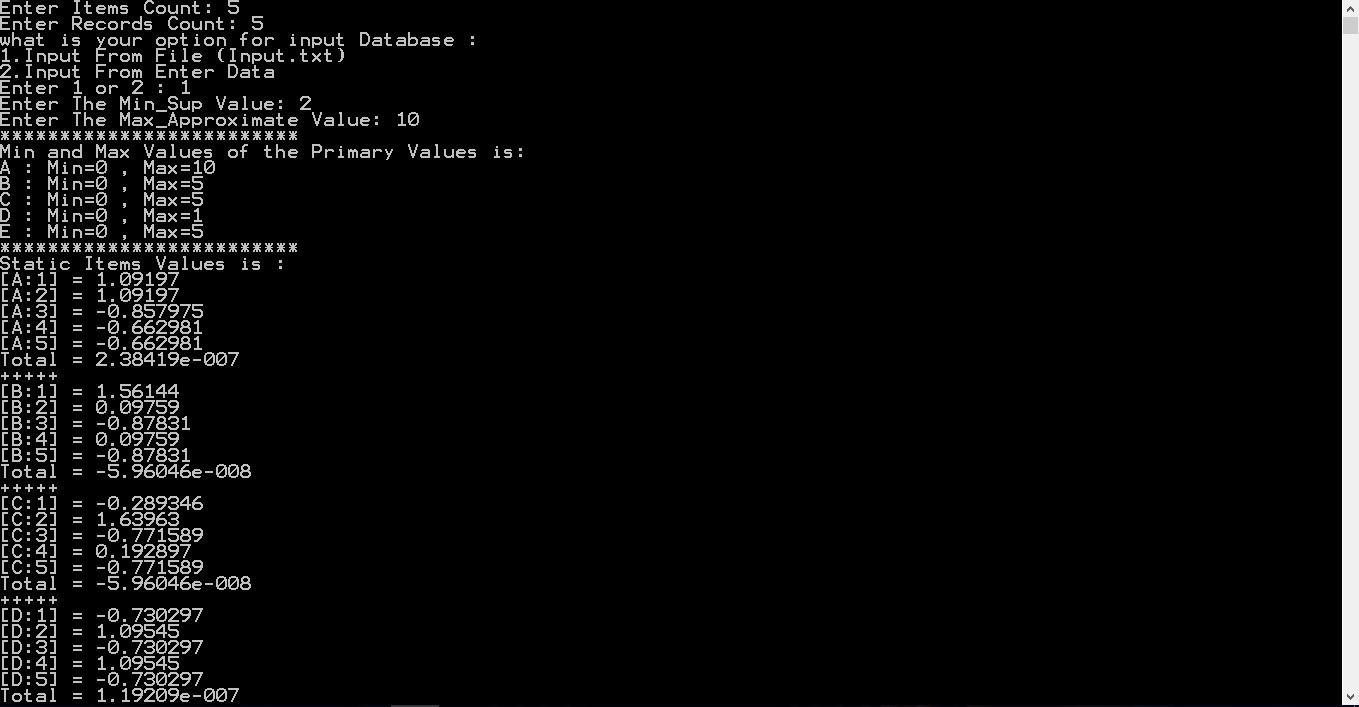 Enter Items Count: 5
Enter Records Count: 5
what is your option for input Database :
1.Input From File (Input.txt)
2.Input From Enter Data
Enter 1 or 2 : 1
Enter The Min_Sup Value: 2
Enter The Max_Approximate Value: 10
*************************
Min and Max Values of the Primary Values is:
A : Min=0 , Max=10
B : Min=0 , Max=5
C : Min=0 , Max=5
D : Min=0 , Max=1
E : Min=0 , Max=5
*************************
Static Items Values is :
[A:1] = 1.09197
[A:2] = 1.09197
[A:3] = -0.857975
[A:4] = -0.662981
[A:5] = -0.662981
Total = 2.38419e-007
+++++
[B:1] = 1.56144
[B:2] = 0.09759
[B:3] = -0.87831
[B:4] = 0.09759
[B:5] = -0.87831
Total = -5.96046e-008
+++++
[C:1] = -0.289346
[C:2] = 1.63963
[C:3] = -0.771589
[C:4] = 0.192897
[C:5] = -0.771589
Total = -5.96046e-008
+++++
[D:1] = -0.730297
[D:2] = 1.09545
[D:3] = -0.730297
[D:4] = 1.09545
[D:5] = -0.730297
Total = 1.19209e-007